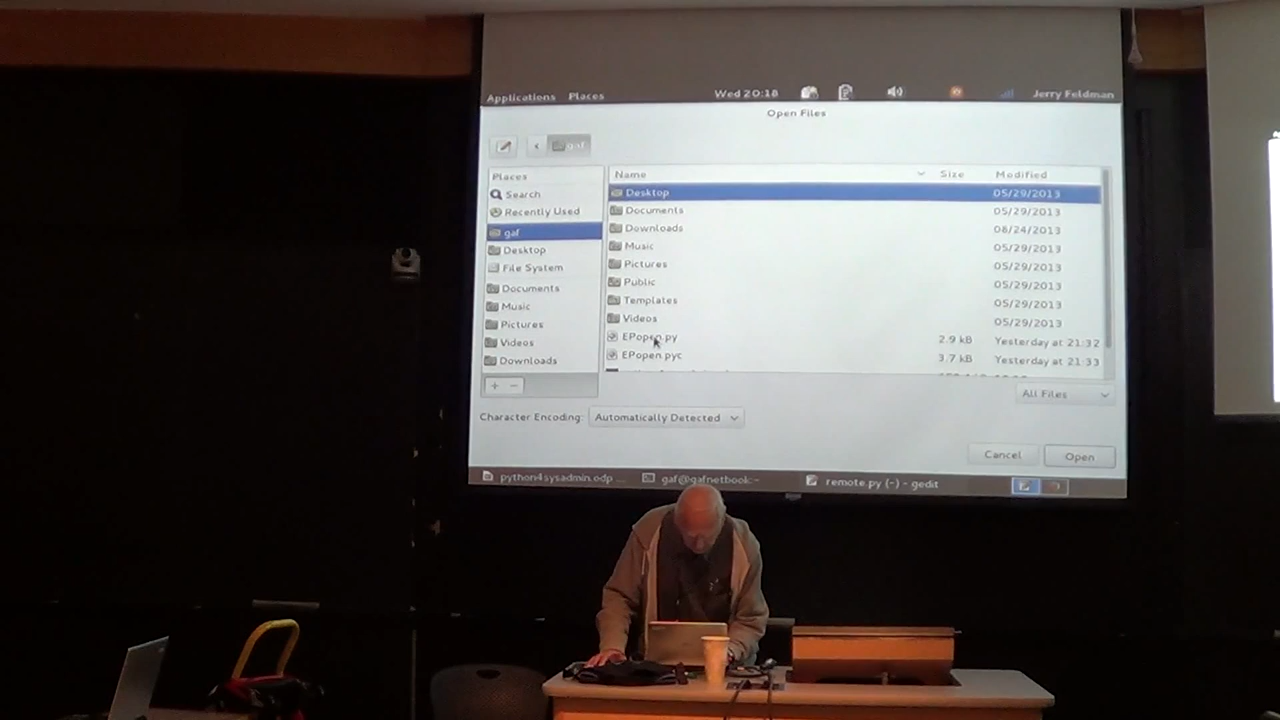 Applications Places Wed 20:18 Jerry Feldman
Open Files
gaf
Places
Search
Recently Used
gaf
Desktop
File System
Documents
Music
Pictures
Videos
Downloads
+ −
Name Size Modified
Desktop 05/29/2013
Documents 05/29/2013
Downloads 08/24/2013
Music 05/29/2013
Pictures 05/29/2013
Public 05/29/2013
Templates 05/29/2013
Videos 05/29/2013
EPopen.py 2.9 kB Yesterday at 21:32
EPopen.pyc 3.7 kB Yesterday at 21:33
All Files
Character Encoding: Automatically Detected
Cancel Open
python4sysadmin.odp ... gaf@gafnetbook:~ remote.py (~) - gedit